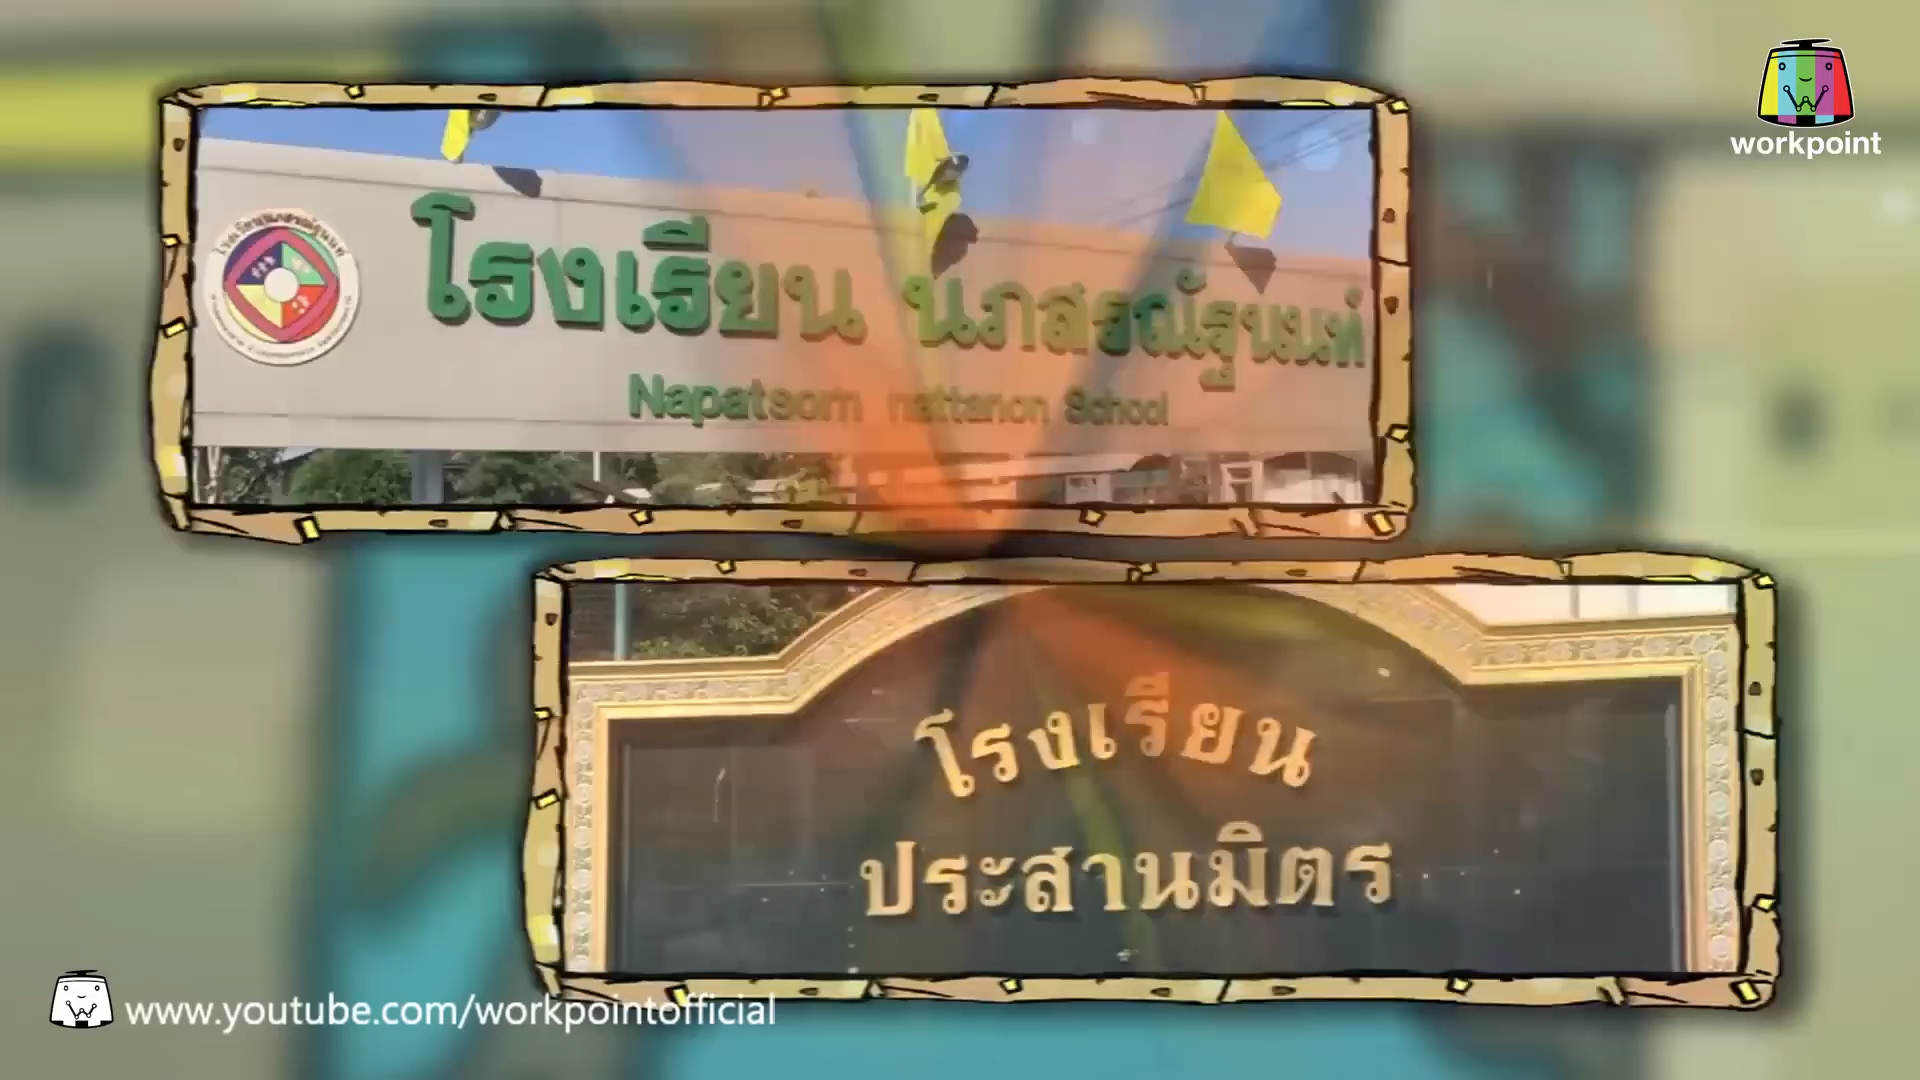 workpoint
โรงเรียน นภสรณ์ัฐนนท์
Napatsorn nattanon School
โรงเรียน
ประสานมิตร
www.youtube.com/workpointofficial